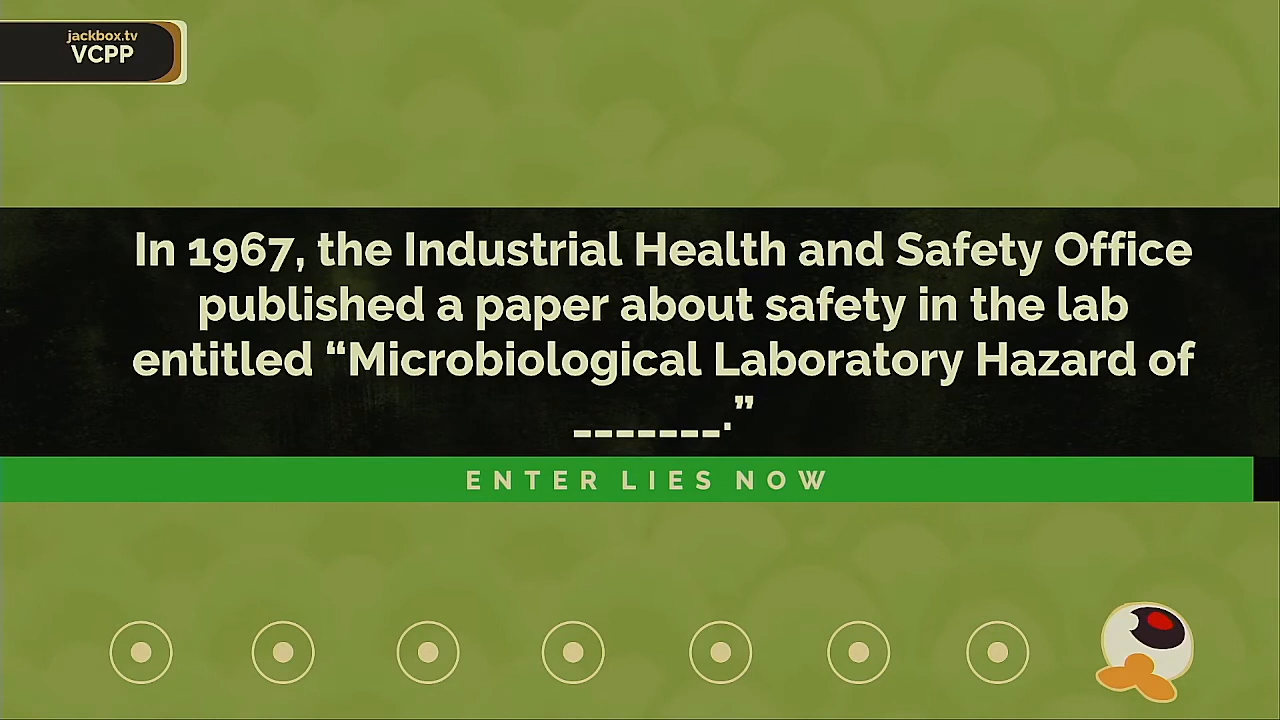 jackbox.tv
VCPP
In 1967, the Industrial Health and Safety Office
published a paper about safety in the lab
entitled “Microbiological Laboratory Hazard of
_______.”
ENTER LIES NOW